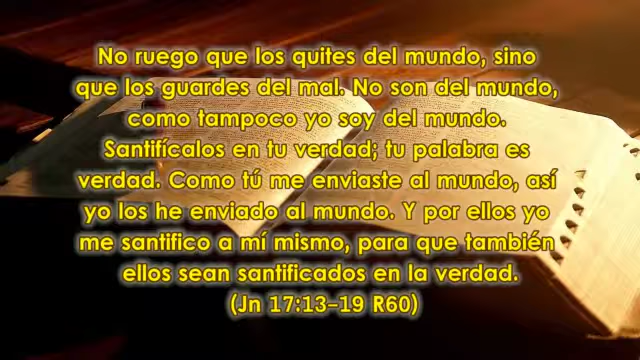 No ruego que los quites del mundo, sino
que los guardes del mal. No son del mundo,
como tampoco yo soy del mundo.
Santifícalos en tu verdad; tu palabra es
verdad. Como tú me enviaste al mundo, así
yo los he enviado al mundo. Y por ellos yo
me santifico a mí mismo, para que también
ellos sean santificados en la verdad.
(Jn 17:13–19 R60)